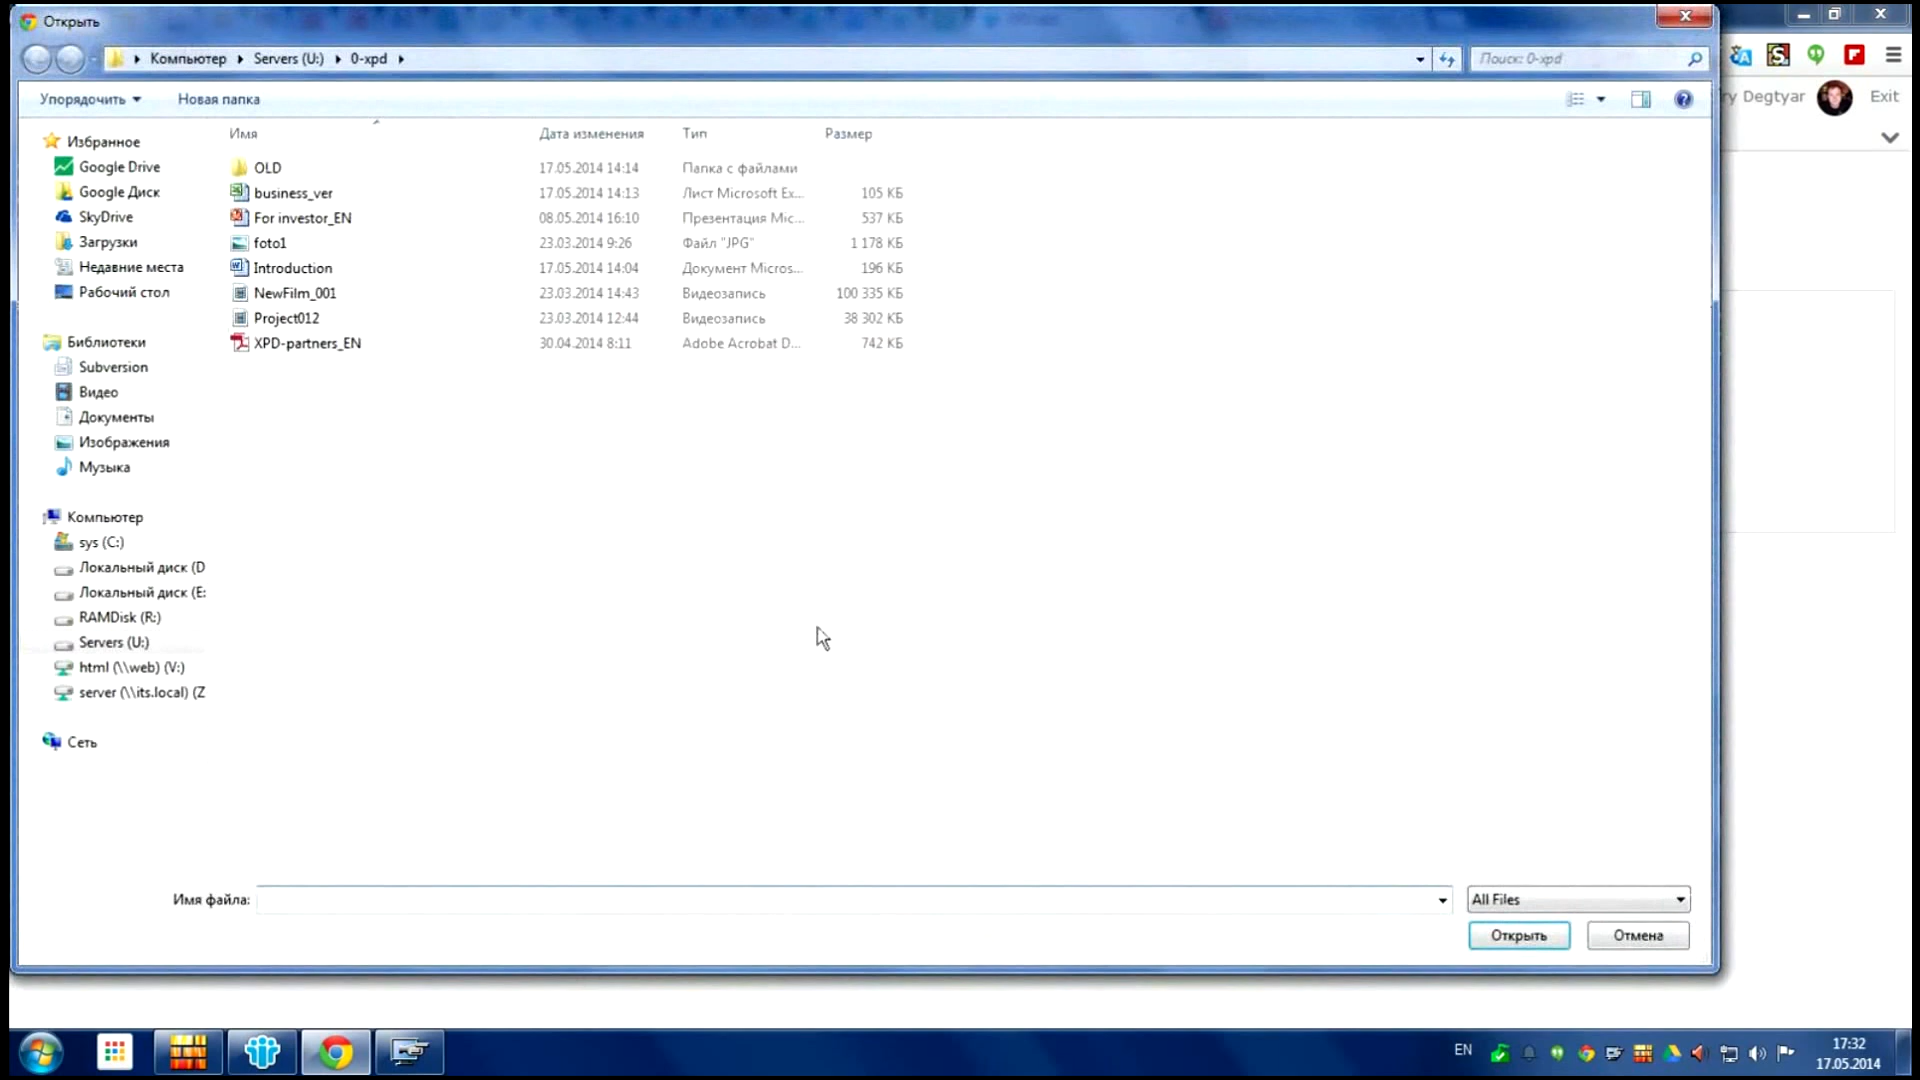 Открыть
Компьютер Servers (U:) 0-xpd
Поиск: 0-xpd
Degtyar Exit
Упорядочить Новая папка
Имя Дата изменения Тип Размер
OLD 17.05.2014 14:14 Папка с файлами
business_ver 17.05.2014 14:13 Лист Microsoft Ex... 105 КБ
For investor_EN 08.05.2014 16:10 Презентация Mic... 537 КБ
foto1 23.03.2014 9:26 Файл "JPG" 1 178 КБ
Introduction 17.05.2014 14:04 Документ Micros... 196 КБ
NewFilm_001 23.03.2014 14:43 Видеозапись 100 335 КБ
Project012 23.03.2014 12:44 Видеозапись 38 302 КБ
XPD-partners_EN 30.04.2014 8:11 Adobe Acrobat D... 742 КБ
Избранное
Google Drive
Google Диск
SkyDrive
Загрузки
Недавние места
Рабочий стол
Библиотеки
Subversion
Видео
Документы
Изображения
Музыка
Компьютер
sys (C:)
Локальный диск (D
Локальный диск (E:
RAMDisk (R:)
Servers (U:)
html (\\web) (V:)
server (\\its.local) (Z
Сеть
Имя файла:
All Files
Открыть Отмена
EN
17:32
17.05.2014